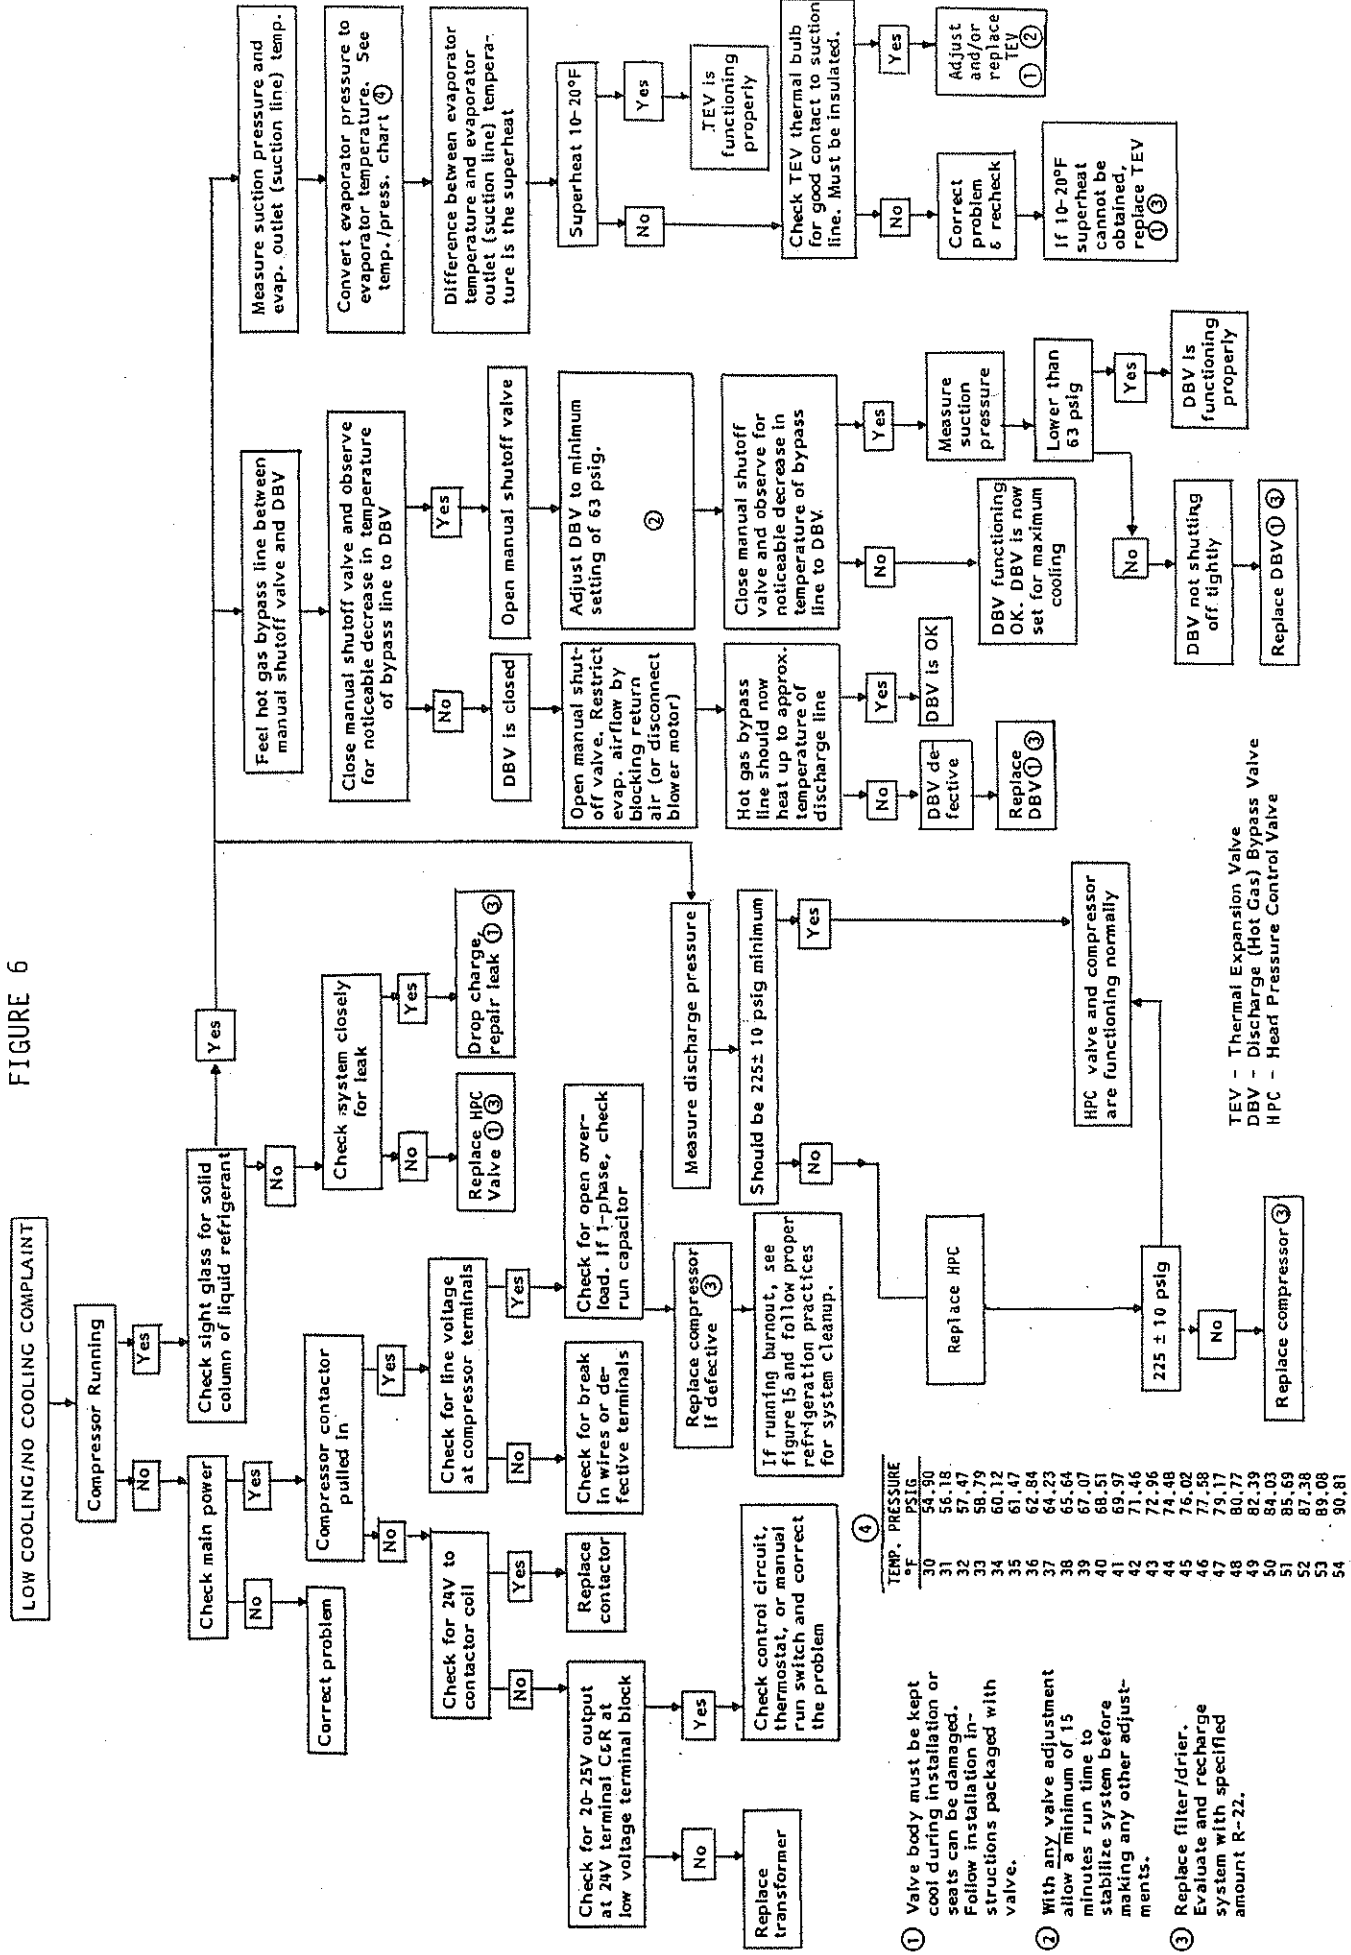 FIGURE 6
LOW COOLING/NO COOLING COMPLAINT
Compressor Running
No
Yes
Check main power
No
Yes
Correct problem
Compressor contactor
pulled in
No
Yes
Check for 24V to
contactor coil
No
Yes
Check for 20-25V output
at 24V terminal C&R at
low voltage terminal block
No
Yes
Replace
transformer
Check control circuit,
thermostat, or manual
run switch and correct
the problem
Replace
contactor
Check for line voltage
at compressor terminals
No
Yes
Check for break
in wires or de-
fective terminals
Check for open over-
load. If 1-phase, check
run capacitor
Replace compressor
if defective ③
If running burnout, see
figure 15 and follow proper
refrigeration practices
for system cleanup.
Check sight glass for solid
column of liquid refrigerant
No
Yes
Check system closely
for leak
No
Yes
Replace HPC
Valve ① ③
Drop charge,
repair leak ① ③
Measure discharge pressure
Should be 225± 10 psig minimum
No
Yes
Replace HPC
225 ± 10 psig
No
Replace compressor ③
HPC valve and compressor
are functioning normally
Feel hot gas bypass line between
manual shutoff valve and DBV
Close manual shutoff valve and observe
for noticeable decrease in temperature
of bypass line to DBV
No
Yes
DBV is closed
Open manual shut-
off valve. Restrict
evap. airflow by
blocking return
air (or disconnect
blower motor)
Hot gas bypass
line should now
heat up to approx.
temperature of
discharge line
No
Yes
DBV de-
fective
Replace
DBV ① ③
DBV is OK
Open manual shutoff valve
Adjust DBV to minimum
setting of 63 psig.
②
Close manual shutoff
valve and observe for
noticeable decrease in
temperature of bypass
line to DBV.
No
Yes
DBV functioning
OK. DBV is now
set for maximum
cooling
Measure
suction
pressure
Lower than
63 psig
No
Yes
DBV not shutting
off tightly
Replace DBV ① ③
DBV is
functioning
properly
Measure suction pressure and
evap. outlet (suction line) temp.
Convert evaporator pressure to
evaporator temperature. See
temp./press. chart ④
Difference between evaporator
temperature and evaporator
outlet (suction line) tempera-
ture is the superheat
Superheat 10-20°F
No
Yes
TEV is
functioning
properly
Check TEV thermal bulb
for good contact to suction
line. Must be insulated.
No
Yes
Correct
problem
& recheck
If 10-20°F
superheat
cannot be
obtained,
replace TEV
① ③
Adjust
and/or
replace
TEV
① ②
① Valve body must be kept
cool during installation or
seats can be damaged.
Follow installation in-
structions packaged with
valve.
② With any valve adjustment
allow a minimum of 15
minutes run time to
stabilize system before
making any other adjust-
ments.
③ Replace filter/drier.
Evaluate and recharge
system with specified
amount R-22.
④
TEMP. PRESSURE
°F PSIG
30 54.90
31 56.18
32 57.47
33 58.79
34 60.12
35 61.47
36 62.84
37 64.23
38 65.64
39 67.07
40 68.51
41 69.97
42 71.46
43 72.96
44 74.48
45 76.02
46 77.58
47 79.17
48 80.77
49 82.39
50 84.03
51 85.69
52 87.38
53 89.08
54 90.81
TEV - Thermal Expansion Valve
DBV - Discharge (Hot Gas) Bypass Valve
HPC - Head Pressure Control Valve